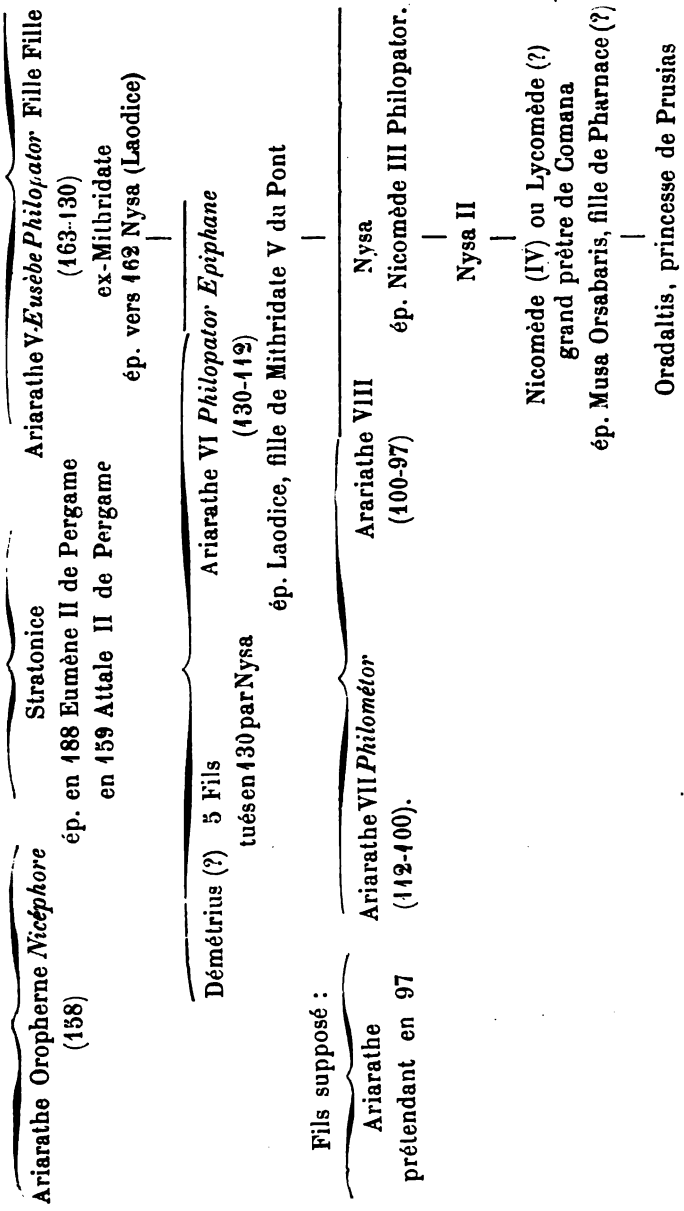 Ariarathe Oropherne Nicéphore
(158)
Stratonice
ép. en 188 Eumène II de Pergame
en 159 Attale II de Pergame
Ariarathe V-Eusèbe Philopator
(163-130)
ex-Mithridate
ép. vers 162 Nysa (Laodice)
Fille
Fille
Démétrius (?)
5 Fils
tués en 130 par Nysa
Ariarathe VI Philopator Epiphane
(130-112)
ép. Laodice, fille de Mithridate V du Pont
Fils supposé :
Ariarathe
prétendant en 97
Ariarathe VII Philométor
(112-100).
Arariathe VIII
(100-97)
Nysa
ép. Nicomède III Philopator.
Nysa II
Nicomède (IV) ou Lycomède (?)
grand prêtre de Comana
ép. Musa Orsabaris, fille de Pharnace (?)
Oradaltis, princesse de Prusias